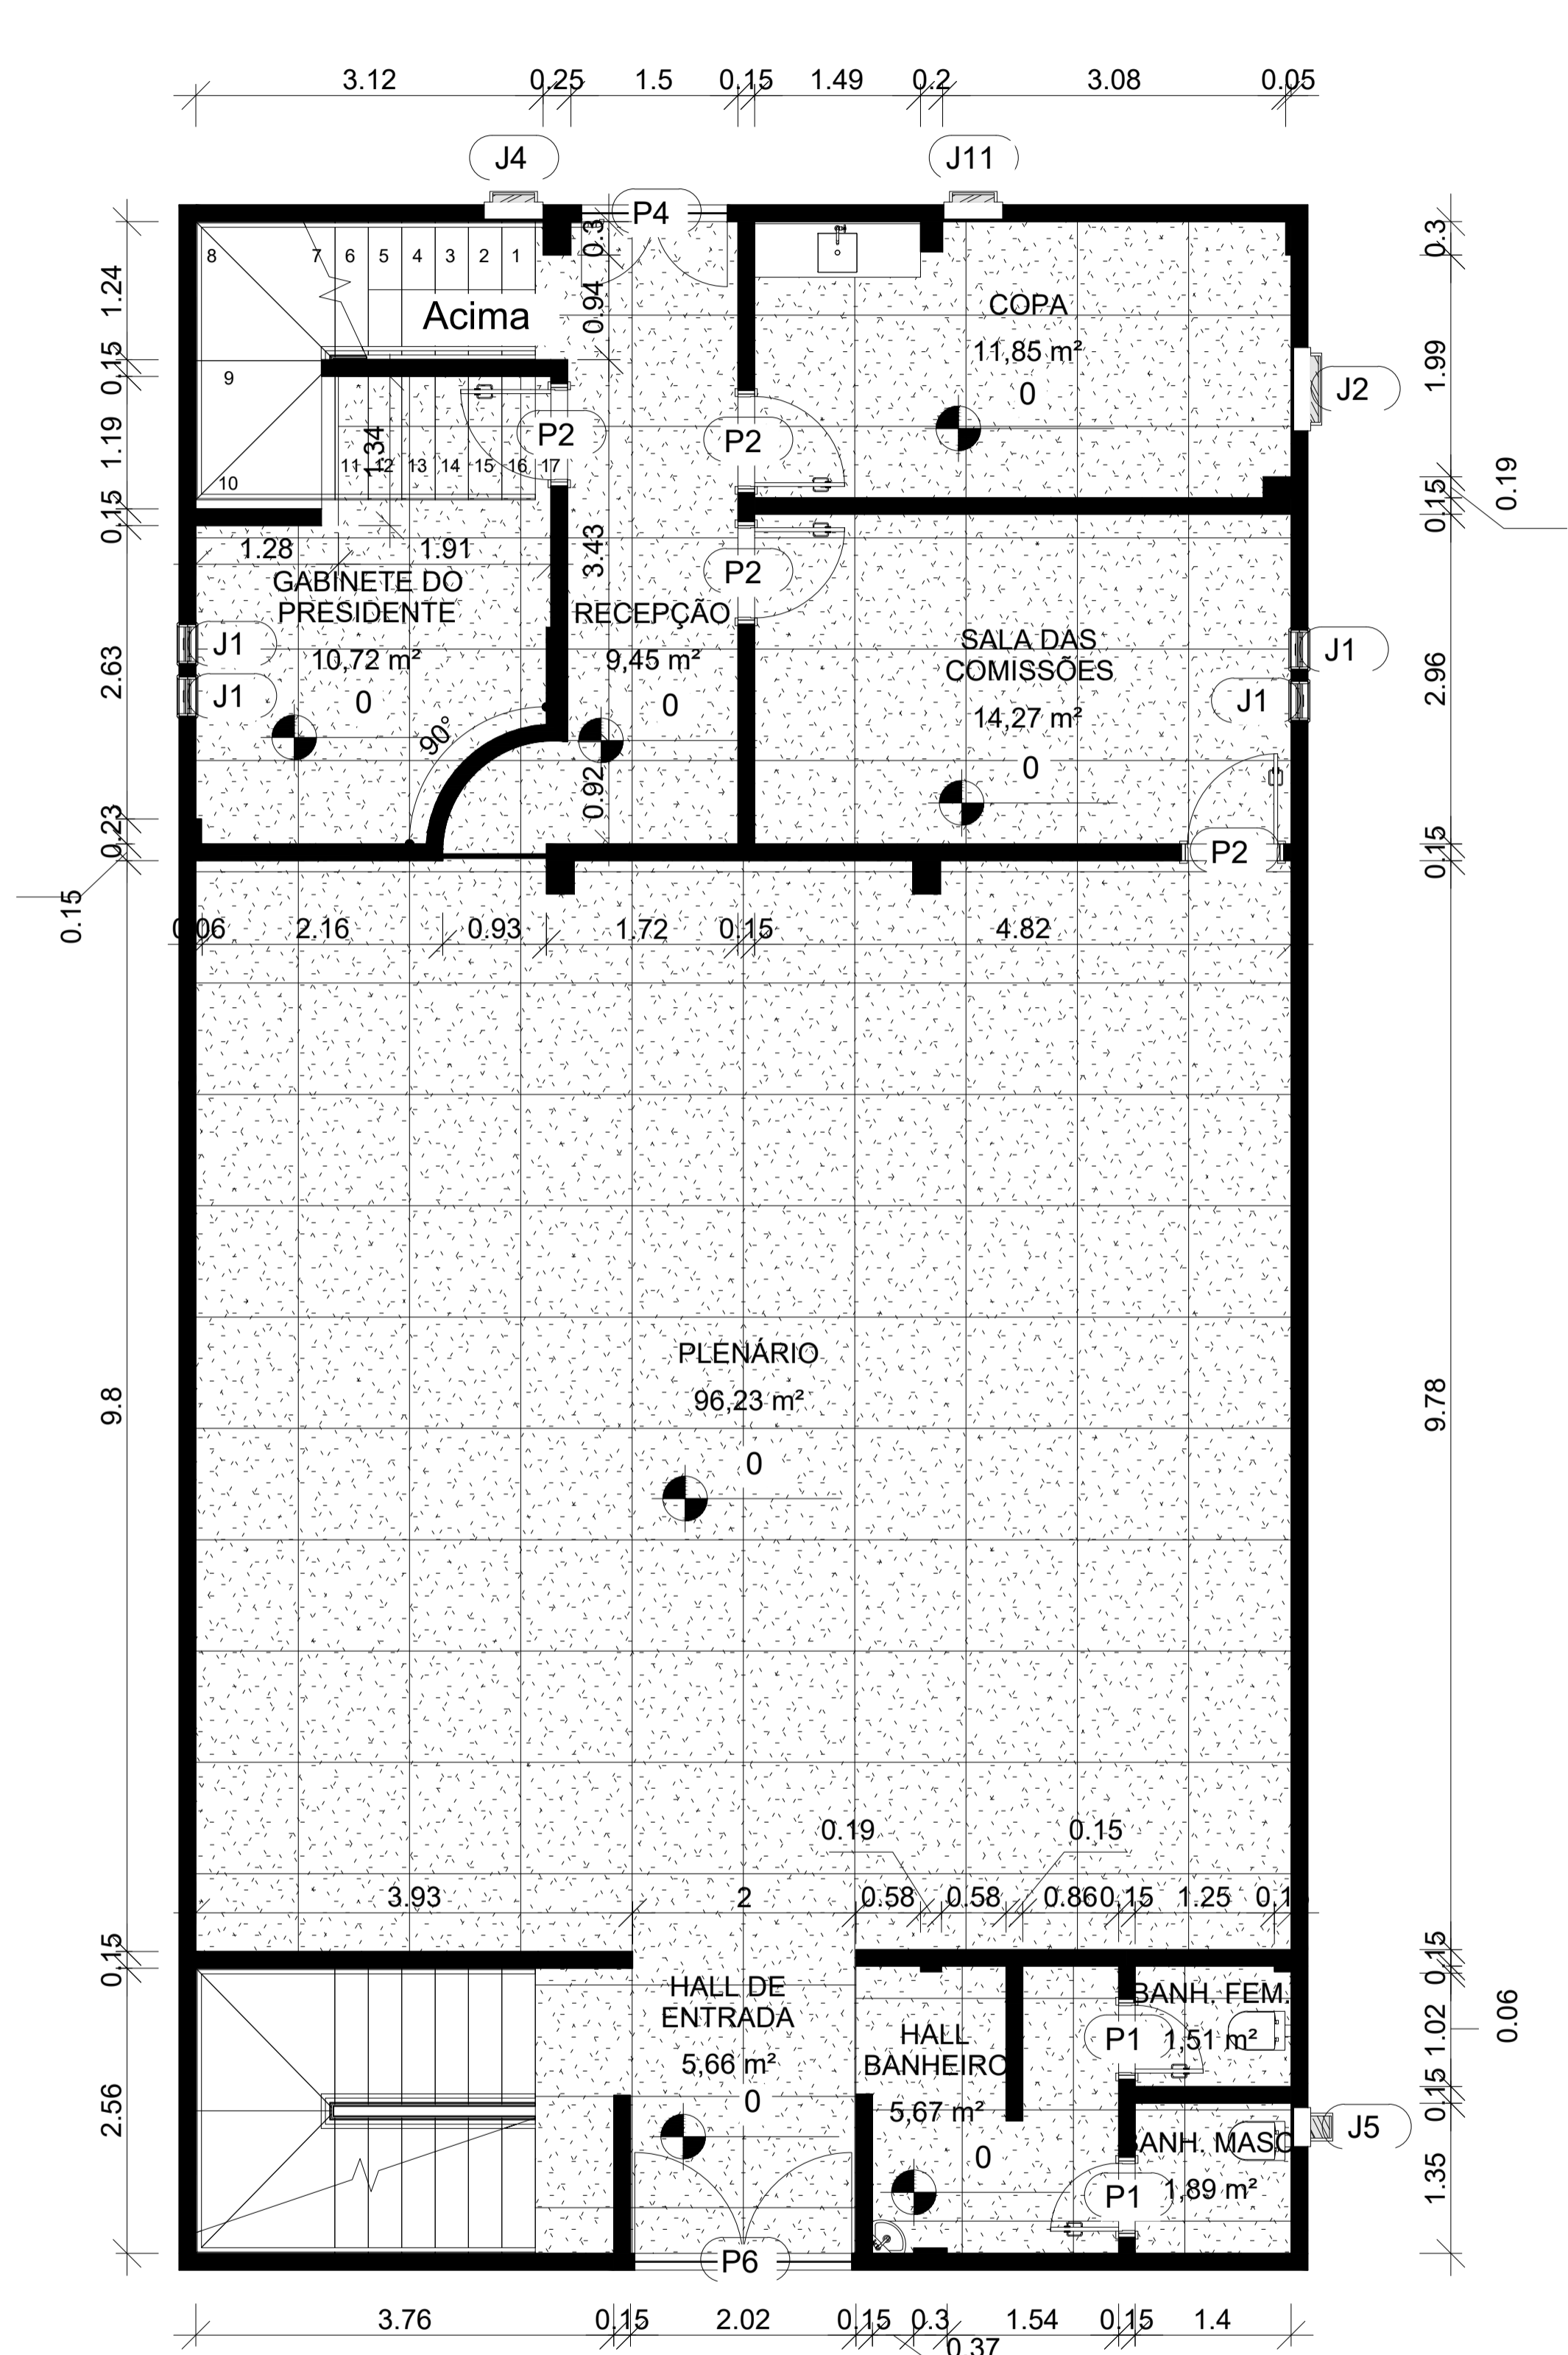 3.12 0.25 1.5 0.15 1.49 0.2 3.08 0.05
J4 J11
P4
8 7 6 5 4 3 2 1
0.3
0.3
1.24
Acima
0.94
COPA
11,85 m²
0
0.15
9
1.99
J2
1.19
1.34
P2
P2
10 11 12 13 14 15 16 17
0.15
0.15
0.19
1.28 1.91
3.43
P2
GABINETE DO
PRESIDENTE
10,72 m²
0
RECEPÇÃO
9,45 m²
0
SALA DAS
COMISSÕES
14,27 m²
0
J1
J1
J1
J1
2.63
2.96
90°
0.92
0.23
0.15
P2
0.15
0.06 2.16 0.93 1.72 0.15 4.82
PLENÁRIO
96,23 m²
0
9.8
9.78
0.19 0.15
3.93 2 0.58 0.58 0.86 0.15 1.25
0.15
0.15
HALL DE
ENTRADA
5,66 m²
0
HALL
BANHEIRO
5,67 m²
0
BANH. FEM.
P1 1,51 m²
1.02
0.06
0.15
2.56
BANH. MASC
J5
P1 1,89 m²
1.35
P6
3.76 0.15 2.02 0.15 0.3 1.54 0.15 1.4
0.37